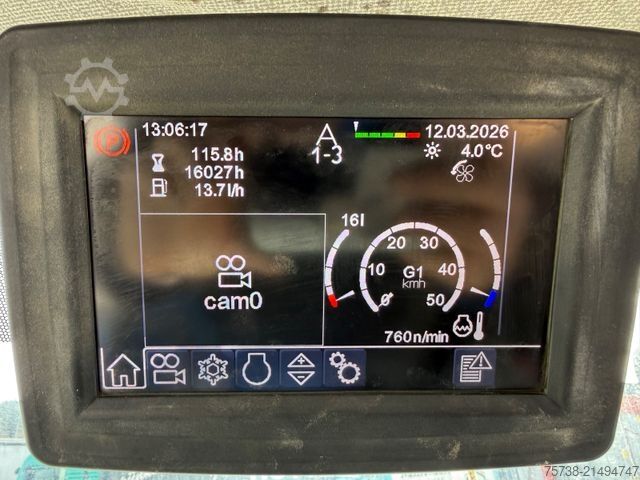 P
13:06:17
A
1-3
12.03.2026
4.0°C
115.8h
16027h
13.7l/h
cam0
16l
0 10 20 30 40 50
G1
kmh
760n/min
75738-21494747